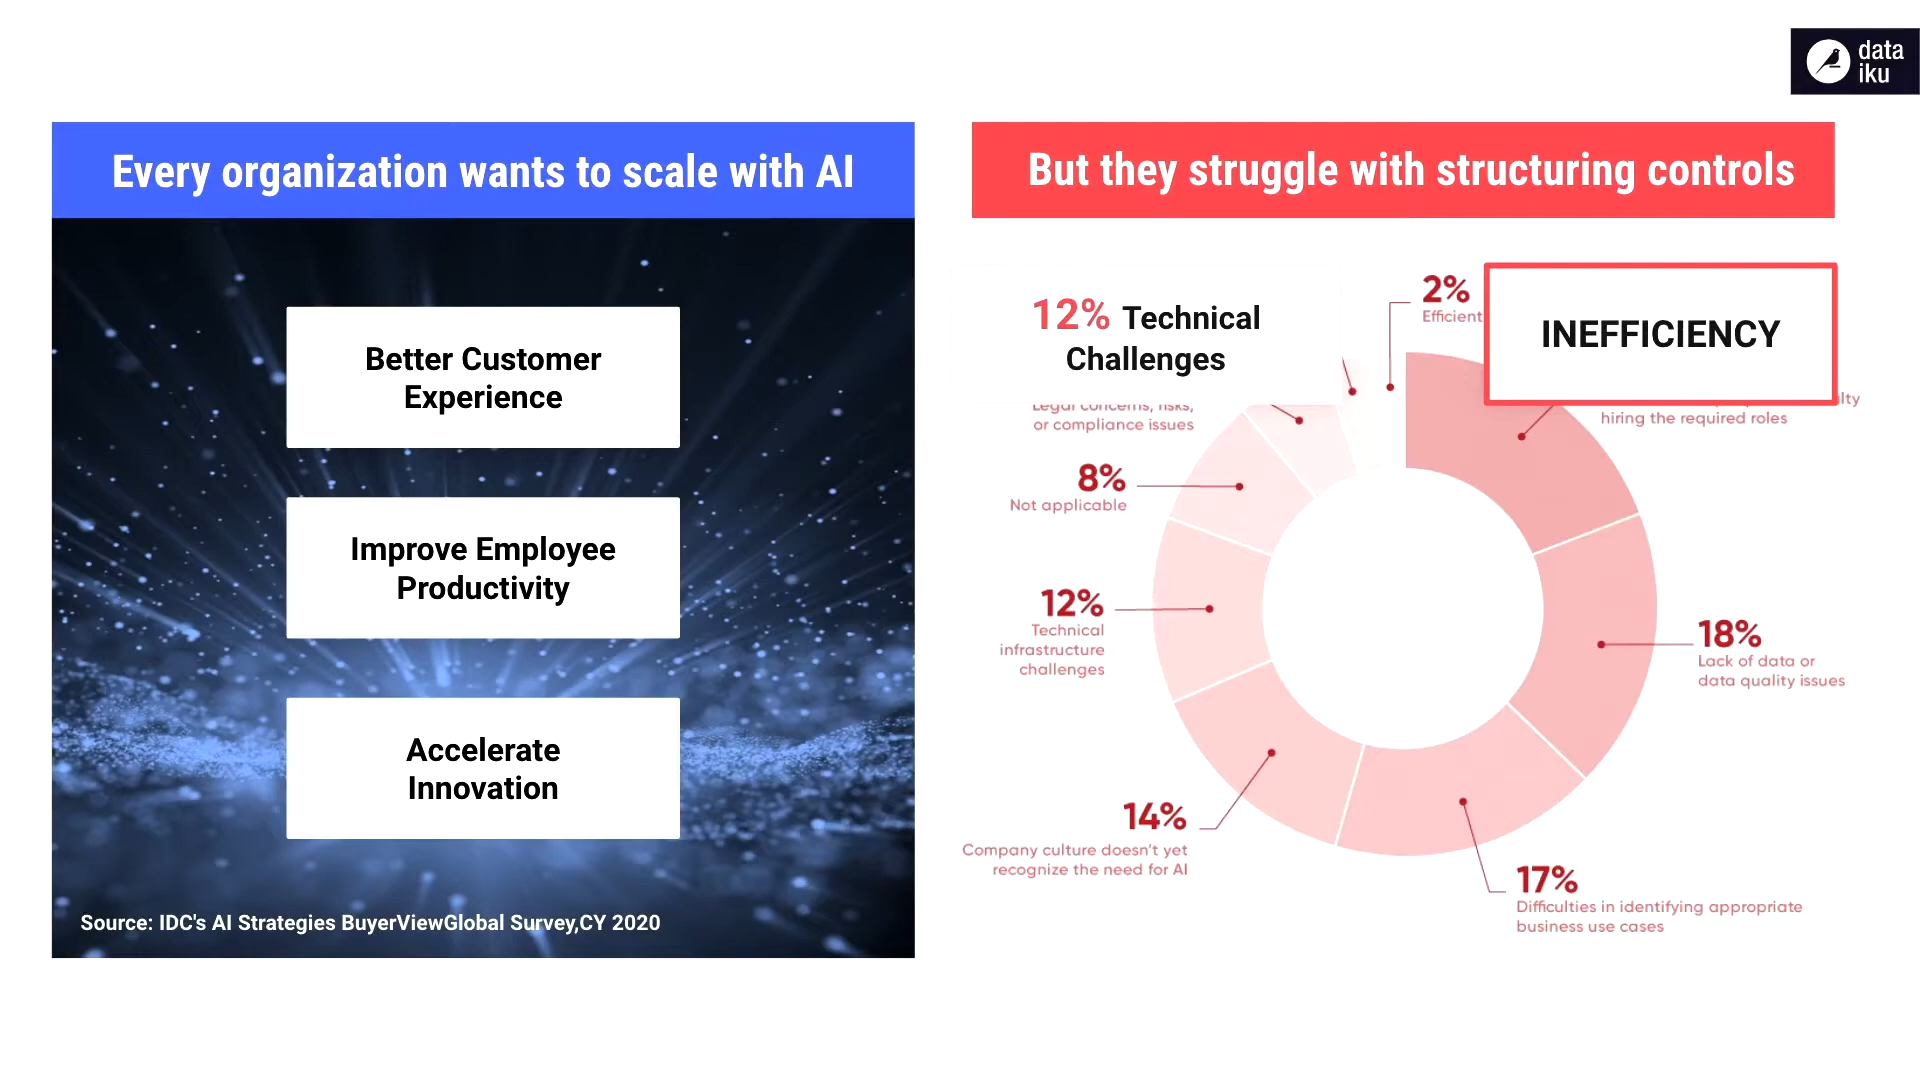 data
iku
Every organization wants to scale with AI
Better Customer
Experience
Improve Employee
Productivity
Accelerate
Innovation
Source: IDC's AI Strategies BuyerViewGlobal Survey,CY 2020
But they struggle with structuring controls
12% Technical
Challenges
2%
Efficient
INEFFICIENCY
hiring the required roles
Legal concerns, risks,
or compliance issues
8%
Not applicable
12%
Technical
infrastructure
challenges
18%
Lack of data or
data quality issues
14%
Company culture doesn't yet
recognize the need for AI
17%
Difficulties in identifying appropriate
business use cases